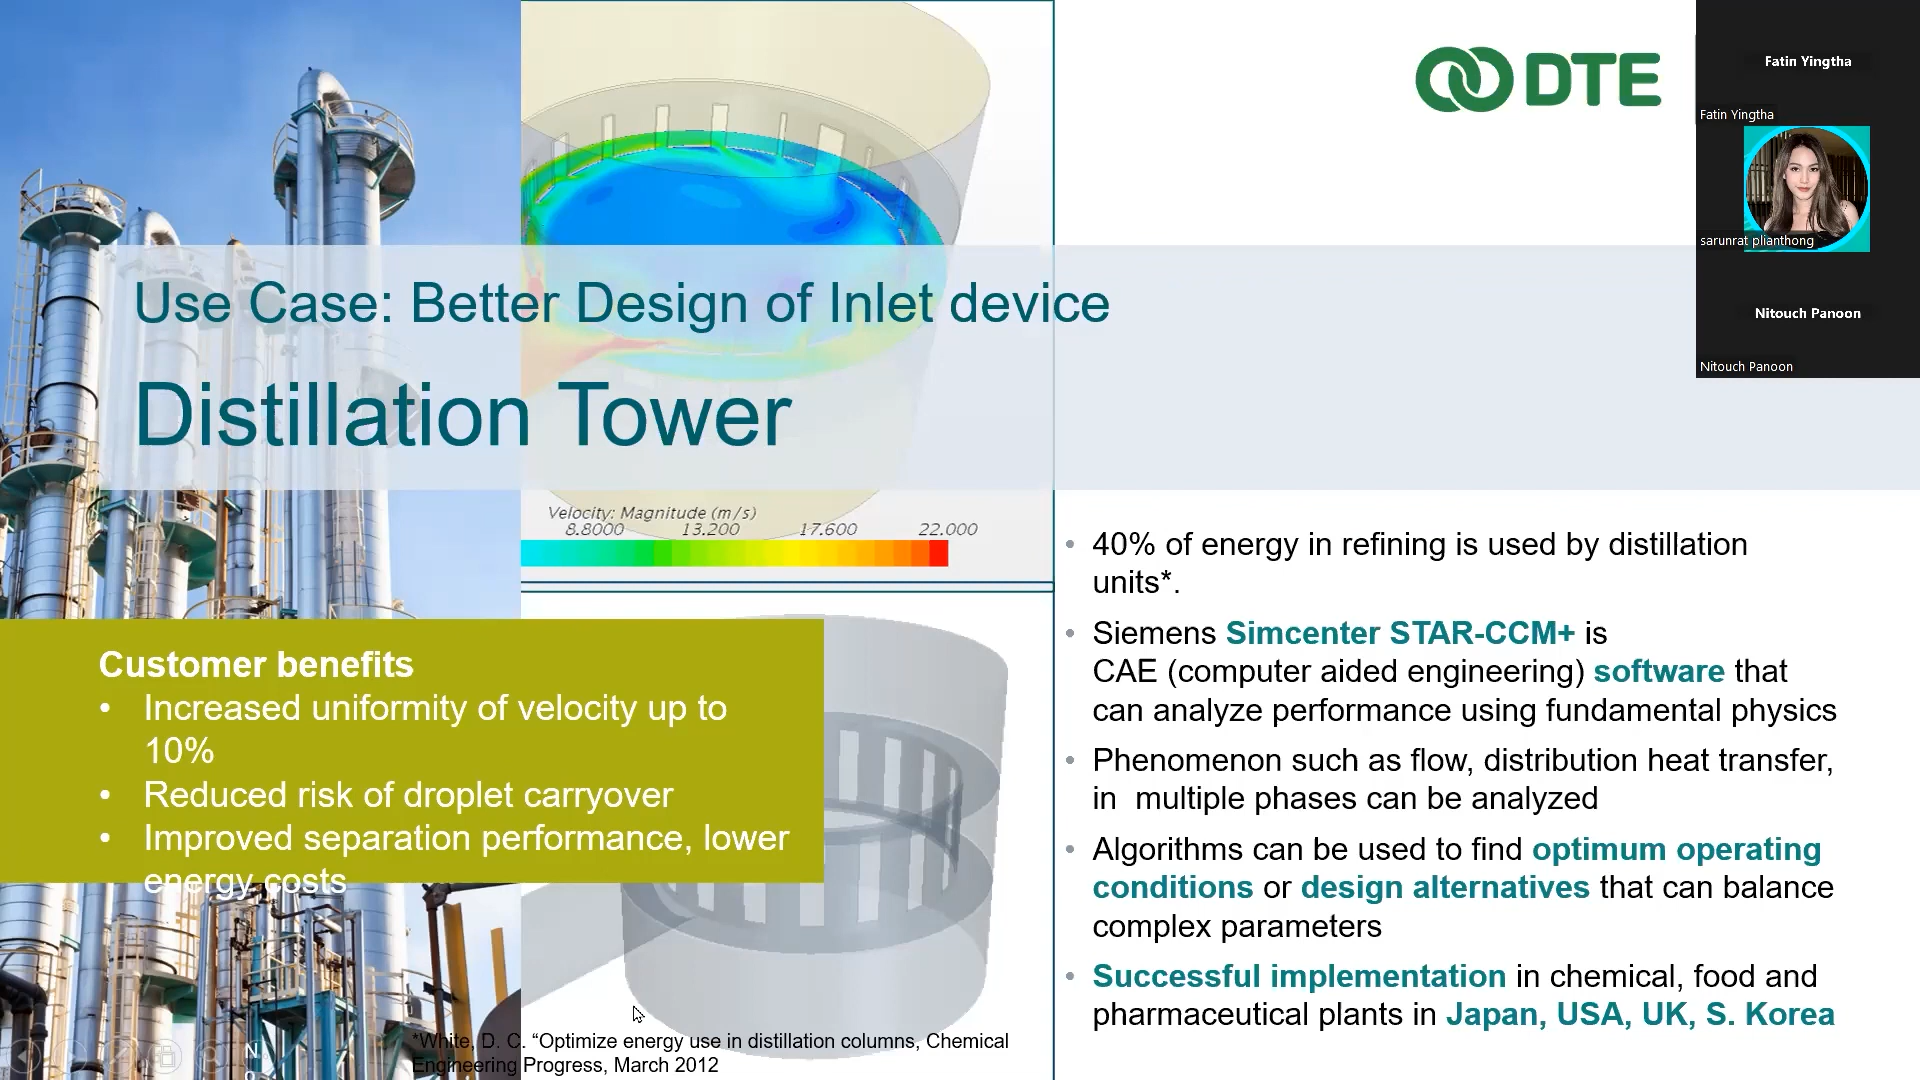 DTE
Fatin Yingtha
Fatin Yingtha
sarunrat plianthong
Nitouch Panoon
Nitouch Panoon
Use Case: Better Design of Inlet device
Distillation Tower
Velocity: Magnitude (m/s)
8.8000 13.200 17.600 22.000
Customer benefits
• Increased uniformity of velocity up to
10%
• Reduced risk of droplet carryover
• Improved separation performance, lower
energy costs
• 40% of energy in refining is used by distillation
units*.
• Siemens Simcenter STAR-CCM+ is
CAE (computer aided engineering) software that
can analyze performance using fundamental physics
• Phenomenon such as flow, distribution heat transfer,
in  multiple phases can be analyzed
• Algorithms can be used to find optimum operating
conditions or design alternatives that can balance
complex parameters
• Successful implementation in chemical, food and
pharmaceutical plants in Japan, USA, UK, S. Korea
*White, D. C. “Optimize energy use in distillation columns, Chemical
Engineering Progress, March 2012